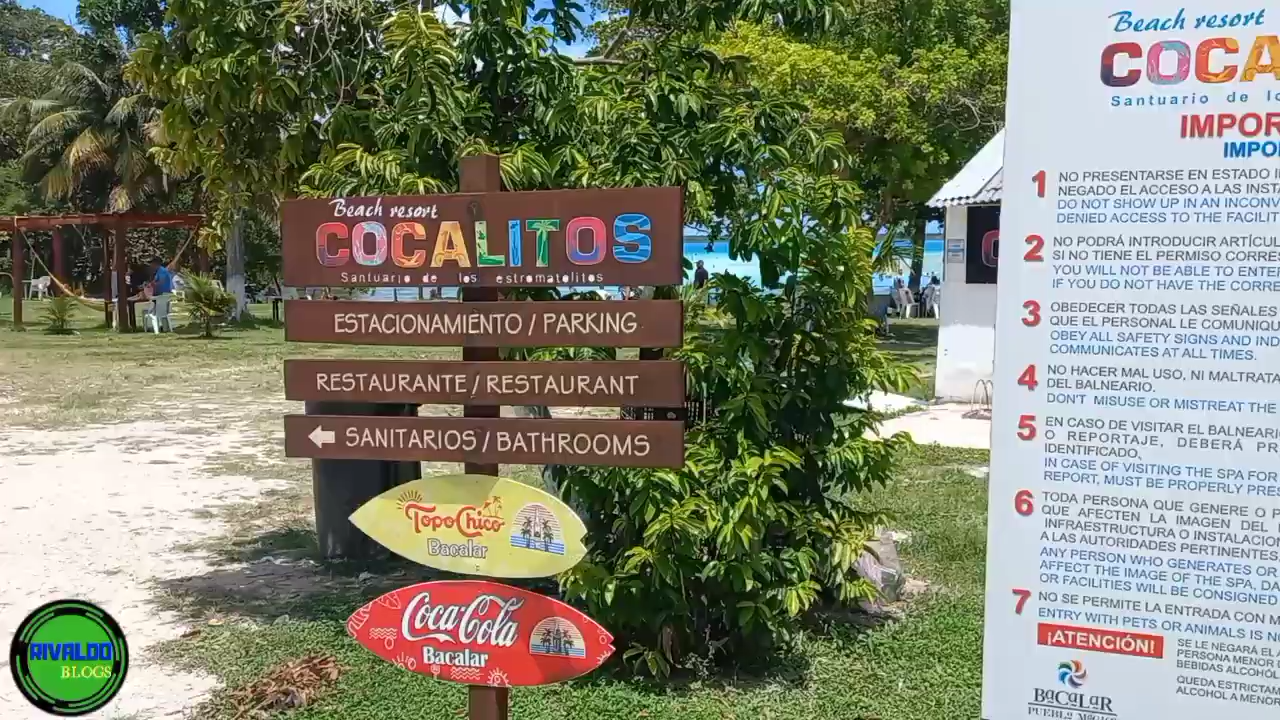 Beach resort
COCALITOS
Santuario de los estromatolitos
ESTACIONAMIENTO / PARKING
RESTAURANTE / RESTAURANT
SANITARIOS / BATHROOMS
Topo Chico
Bacalar
Coca-Cola
Bacalar
RIVALDO
BLOGS
Beach resort
COCA
Santuario de lo
IMPOR
IMPO
1 NO PRESENTARSE EN ESTADO I
NEGADO EL ACCESO A LAS INST
DO NOT SHOW UP IN AN INCONV
DENIED ACCESS TO THE FACILIT
2 NO PODRÁ INTRODUCIR ARTÍCUL
SI NO TIENE EL PERMISO CORRES
YOU WILL NOT BE ABLE TO ENTE
IF YOU DO NOT HAVE THE CORRE
3 OBEDECER TODAS LAS SEÑALES
QUE EL PERSONAL LE COMUNIQU
OBEY ALL SAFETY SIGNS AND IND
COMMUNICATES AT ALL TIMES.
4 NO HACER MAL USO, NI MALTRATA
DEL BALNEARIO.
DON'T MISUSE OR MISTREAT THE
5 EN CASO DE VISITAR EL BALNEARI
O REPORTAJE, DEBERÁ PR
IDENTIFICADO,
IN CASE OF VISITING THE SPA FOR
REPORT, MUST BE PROPERLY PRE
6 TODA PERSONA QUE GENERE O P
QUE AFECTEN LA IMAGEN DEL
INFRAESTRUCTURA O INSTALACION
A LAS AUTORIDADES PERTINENTES
ANY PERSON WHO GENERATES OR
AFFECT THE IMAGE OF THE SPA, DA
OR FACILITIES WILL BE CONSIGNED
7 NO SE PERMITE LA ENTRADA CON M
ENTRY WITH PETS OR ANIMALS IS N
¡ATENCIÓN!
SE LE NEGARÁ EL A
PERSONA MENOR
BEBIDAS ALCOHÓL
QUEDA ESTRICTAM
ALCOHOL A MENOR
BACALAR
PUEBLO MÁGICO